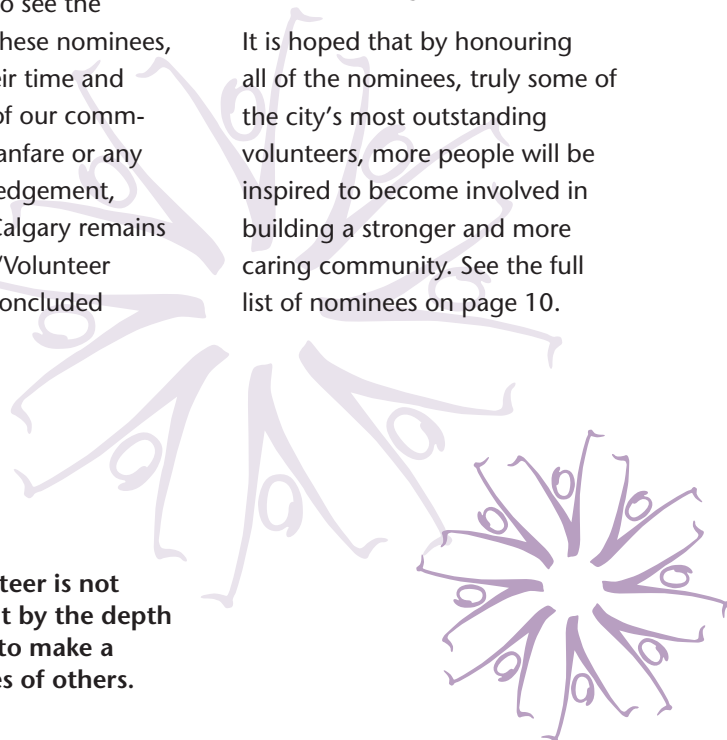 o see the
hese nominees,
eir time and
of our comm-
anfare or any
edgement,
Calgary remains
/Volunteer
oncluded
It is hoped that by honouring
all of the nominees, truly some of
the city's most outstanding
volunteers, more people will be
inspired to become involved in
building a stronger and more
caring community. See the full
list of nominees on page 10.
teer is not
t by the depth
to make a
es of others.